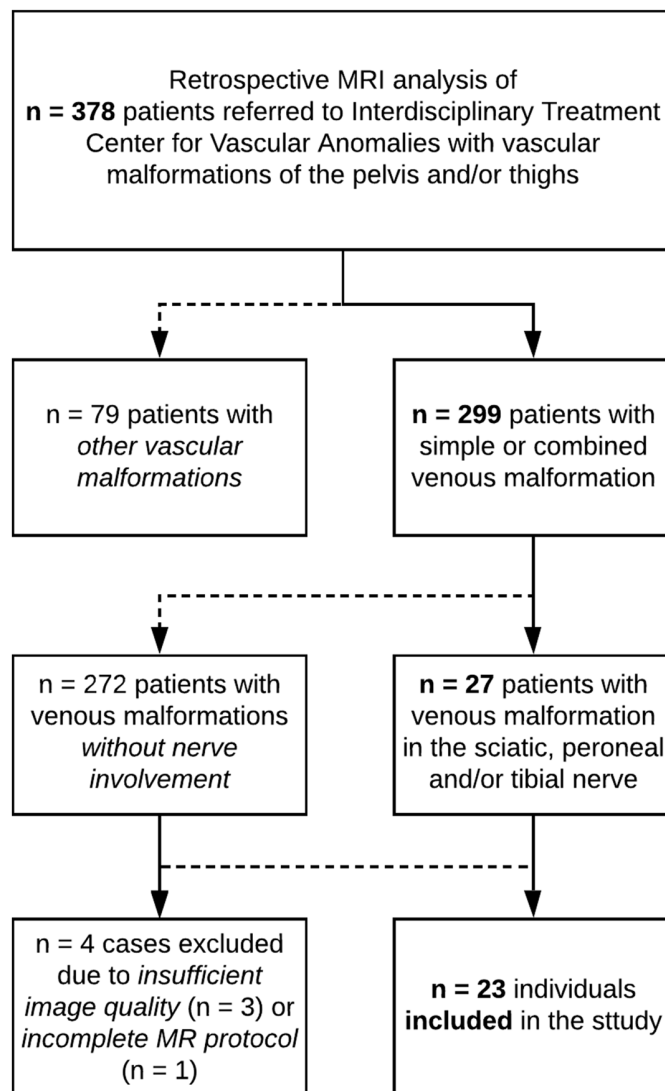 Retrospective MRI analysis of
n = 378 patients referred to Interdisciplinary Treatment
Center for Vascular Anomalies with vascular
malformations of the pelvis and/or thighs
n = 79 patients with
other vascular
malformations
n = 299 patients with
simple or combined
venous malformation
n = 272 patients with
venous malformations
without nerve
involvement
n = 27 patients with
venous malformation
in the sciatic, peroneal
and/or tibial nerve
n = 4 cases excluded
due to insufficient
image quality (n = 3) or
incomplete MR protocol
(n = 1)
n = 23 individuals
included in the sttudy